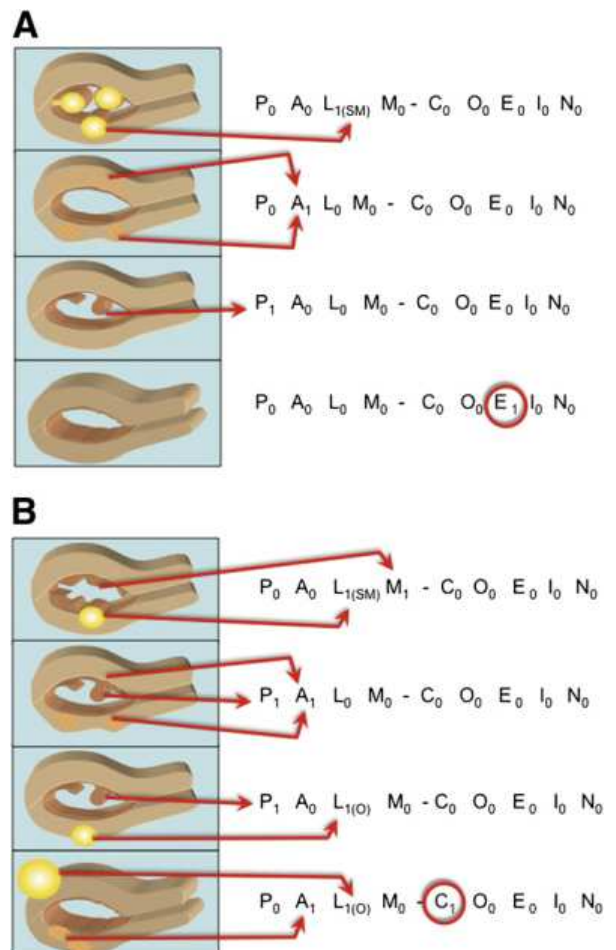 A
P₀ A₀ L₁(SM) M₀ - C₀ O₀ E₀ I₀ N₀
P₀ A₁ L₀ M₀ - C₀ O₀ E₀ I₀ N₀
P₁ A₀ L₀ M₀ - C₀ O₀ E₀ I₀ N₀
P₀ A₀ L₀ M₀ - C₀ O₀ E₁ I₀ N₀
B
P₀ A₀ L₁(SM) M₁ - C₀ O₀ E₀ I₀ N₀
P₁ A₁ L₀ M₀ - C₀ O₀ E₀ I₀ N₀
P₁ A₀ L₁(O) M₀ - C₀ O₀ E₀ I₀ N₀
P₀ A₁ L₁(O) M₀ - C₁ O₀ E₀ I₀ N₀